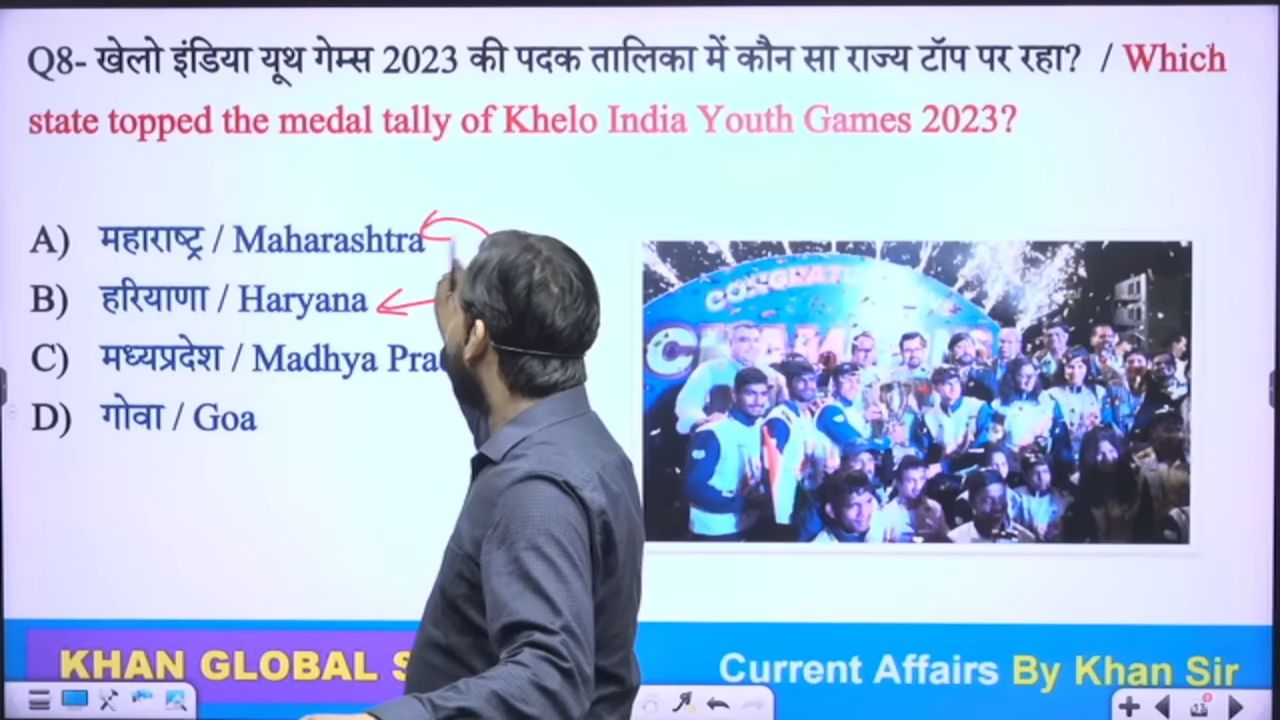 Q8- खेलो इंडिया यूथ गेम्स 2023 की पदक तालिका में कौन सा राज्य टॉप पर रहा? / Which
state topped the medal tally of Khelo India Youth Games 2023?
A) महाराष्ट्र / Maharashtra
B) हरियाणा / Haryana
C) मध्यप्रदेश / Madhya Pra
D) गोवा / Goa
CONGRAT
KHAN GLOBAL S
Current Affairs By Khan Sir